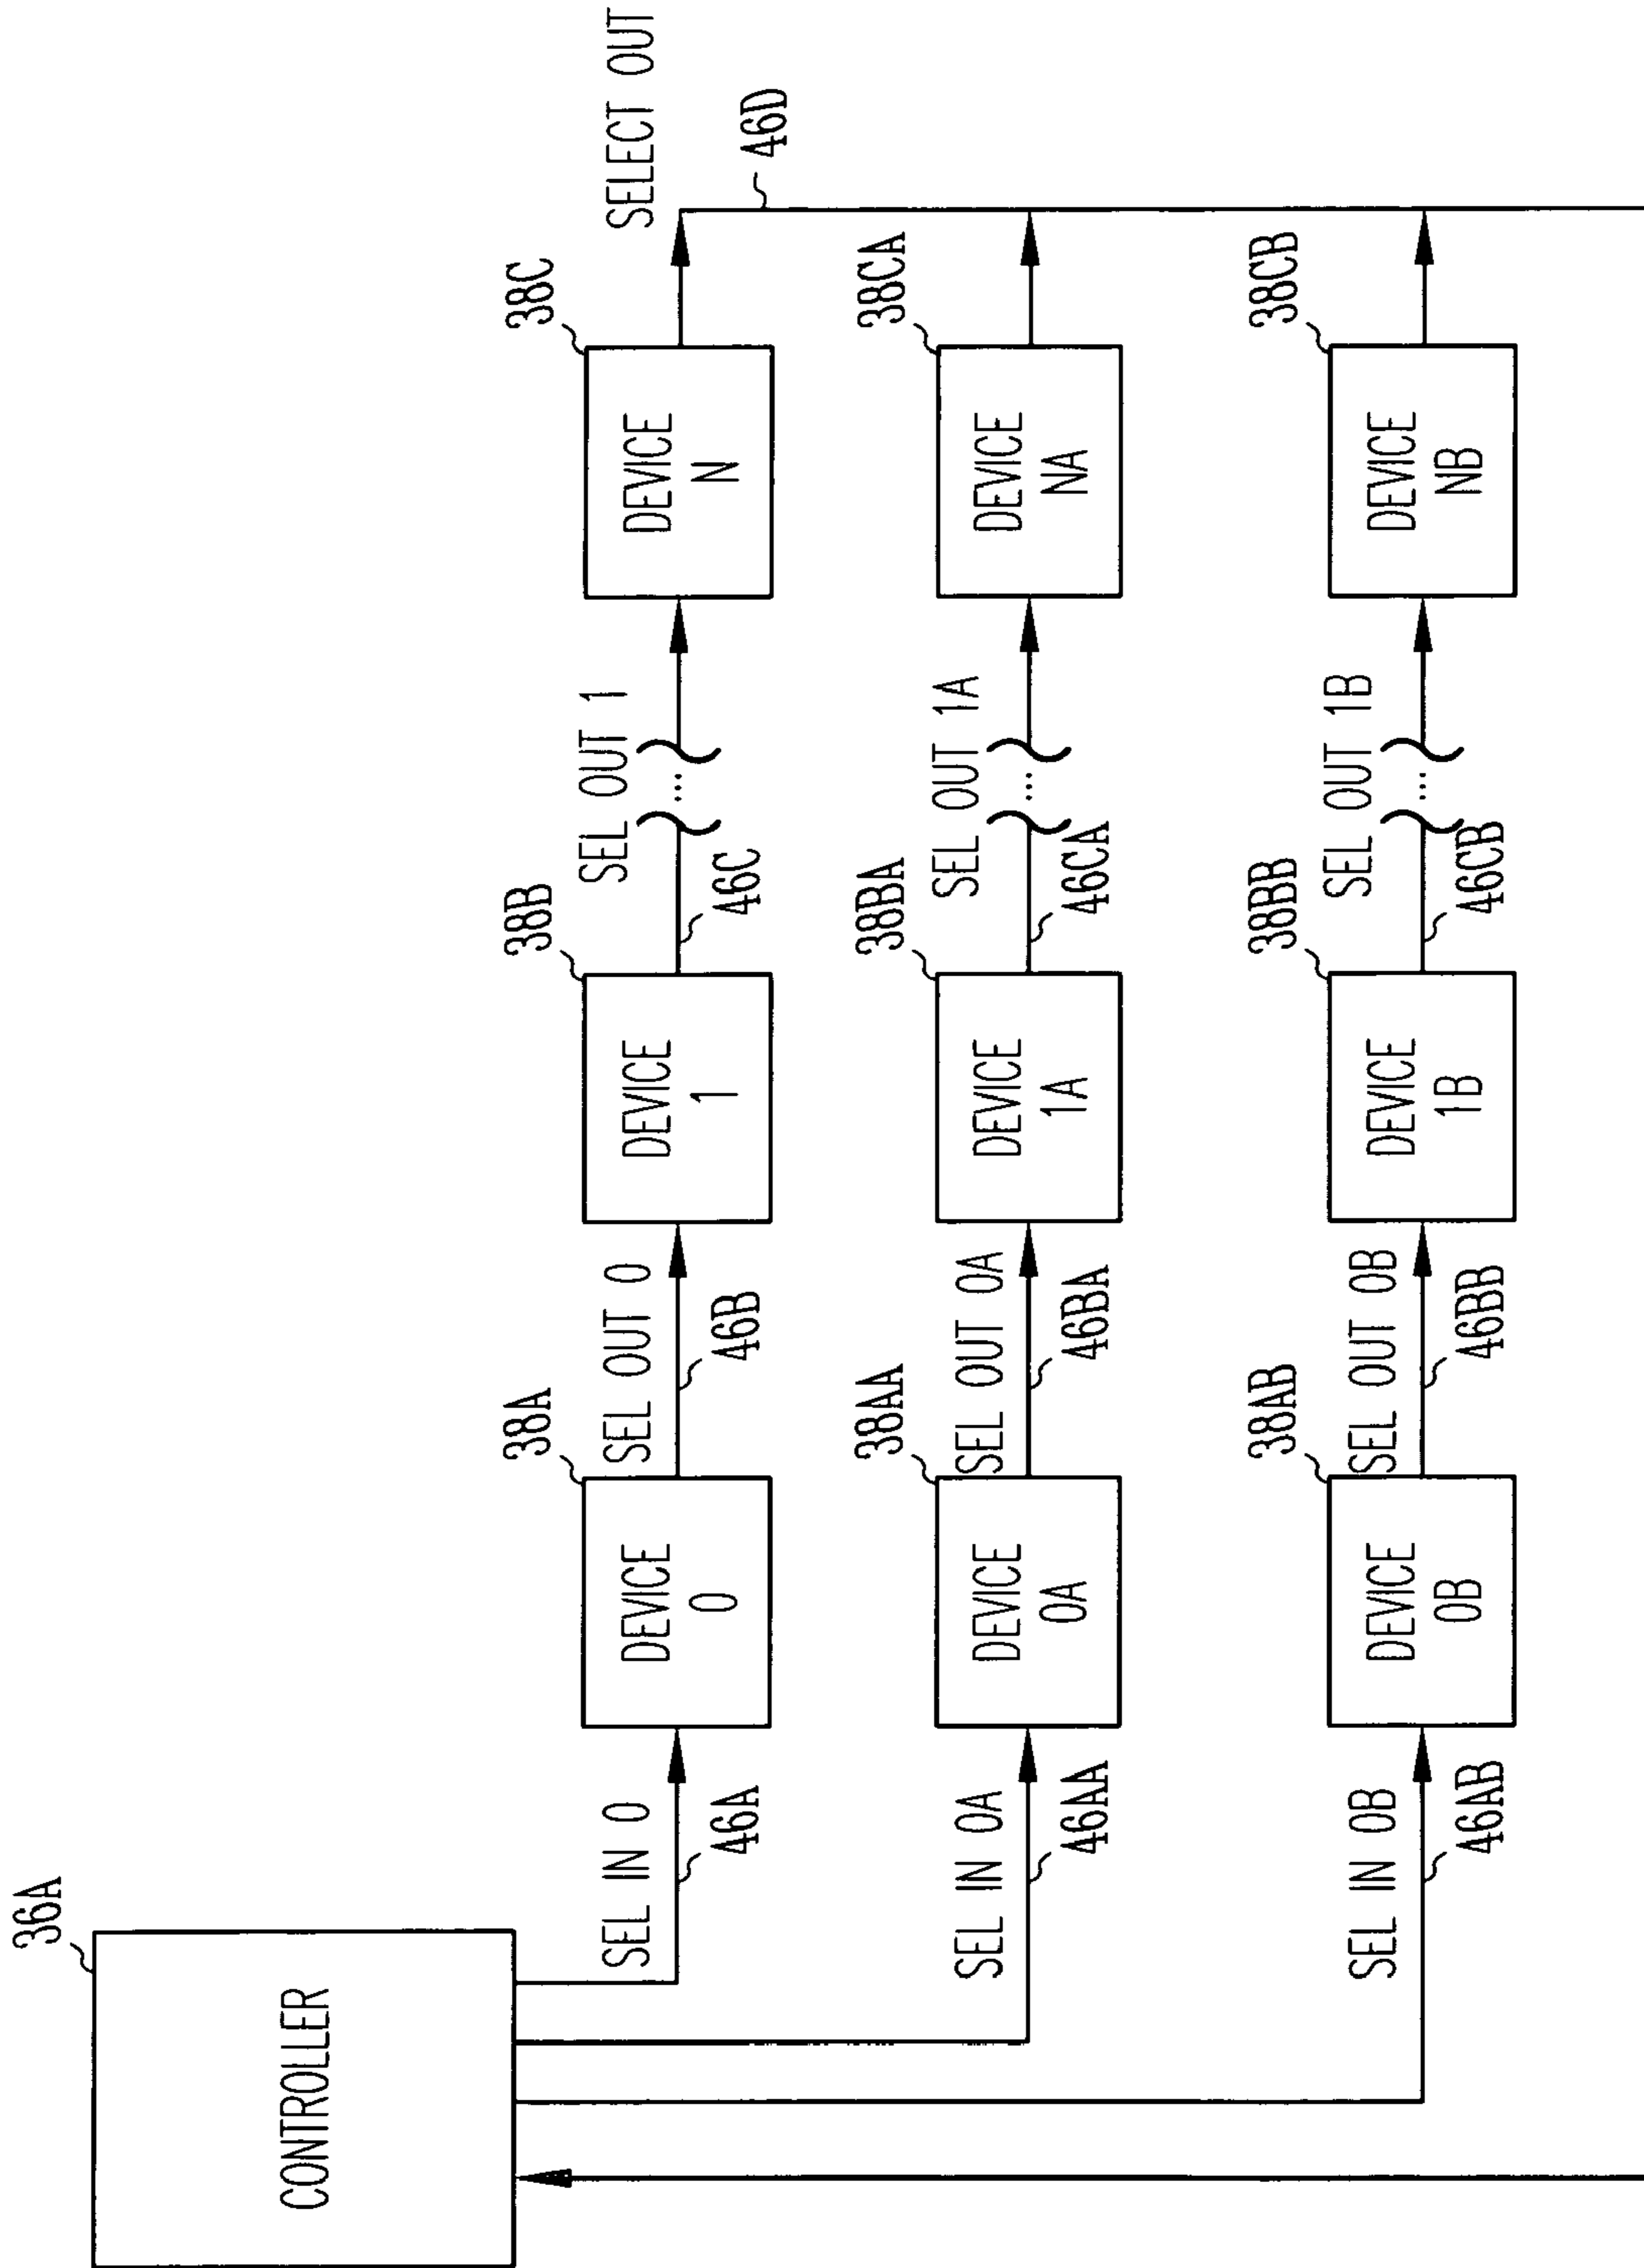 36A
CONTROLLER
SELECT OUT
46D
38A
38B
38C
SEL IN 0
46A
DEVICE
0
SEL OUT 0
46B
DEVICE
1
SEL OUT 1
46C
...
DEVICE
N
38AA
38BA
38CA
SEL IN 0A
46AA
DEVICE
0A
SEL OUT 0A
46BA
DEVICE
1A
SEL OUT 1A
46CA
...
DEVICE
NA
38AB
38BB
38CB
SEL IN 0B
46AB
DEVICE
0B
SEL OUT 0B
46BB
DEVICE
1B
SEL OUT 1B
46CB
...
DEVICE
NB